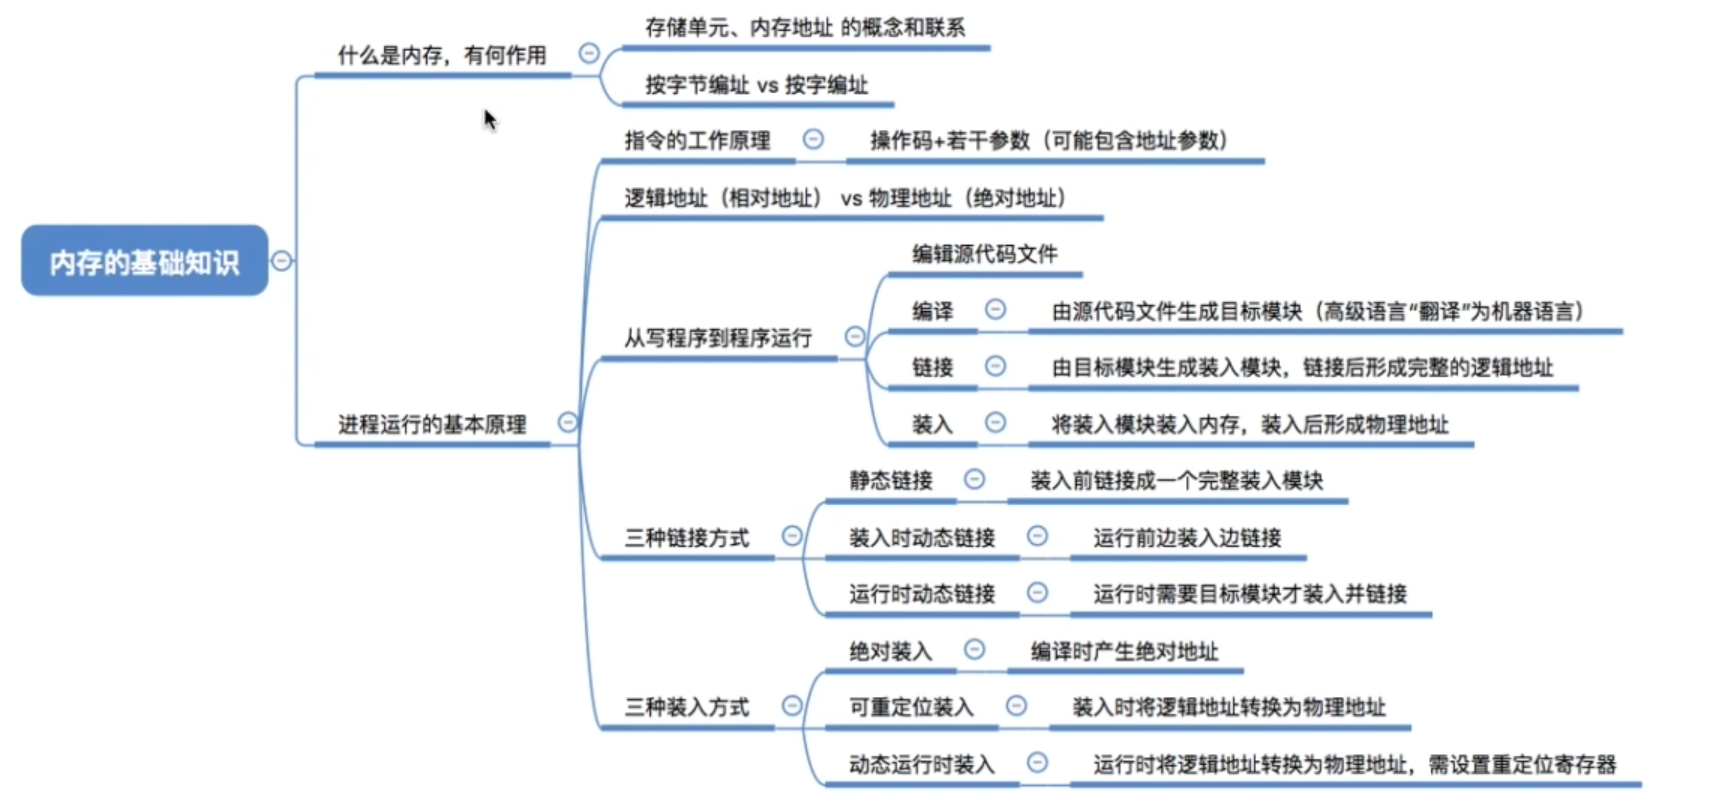 存储单元、内存地址 的概念和联系
什么是内存，有何作用
按字节编址 vs 按字编址
指令的工作原理
操作码+若干参数（可能包含地址参数）
逻辑地址（相对地址） vs 物理地址（绝对地址）
内存的基础知识
编辑源代码文件
从写程序到程序运行
编译
由源代码文件生成目标模块（高级语言“翻译”为机器语言）
链接
由目标模块生成装入模块，链接后形成完整的逻辑地址
装入
将装入模块装入内存，装入后形成物理地址
进程运行的基本原理
三种链接方式
静态链接
装入前链接成一个完整装入模块
装入时动态链接
运行前边装入边链接
运行时动态链接
运行时需要目标模块才装入并链接
三种装入方式
绝对装入
编译时产生绝对地址
可重定位装入
装入时将逻辑地址转换为物理地址
动态运行时装入
运行时将逻辑地址转换为物理地址，需设置重定位寄存器